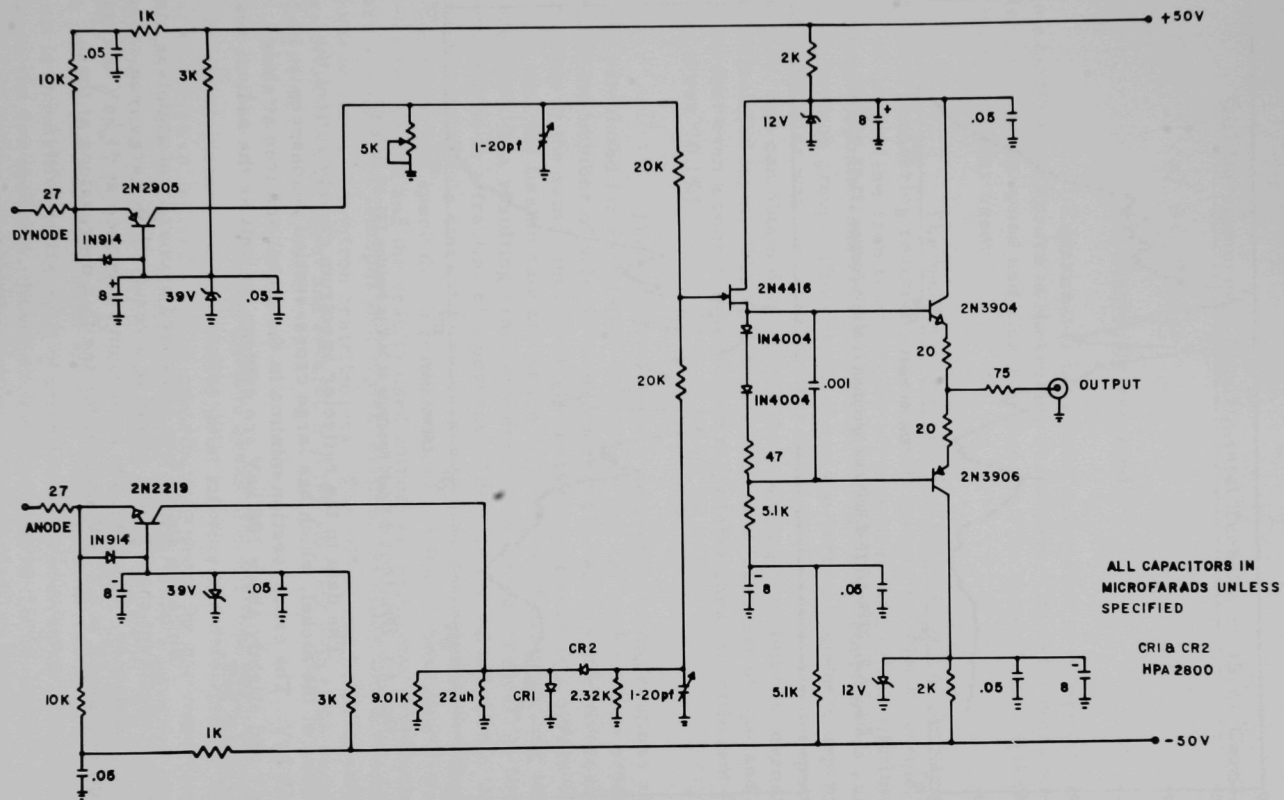 1K
+50V
.05
10K
3K
2K
5K
1-20pf
20K
12V
8
+
.05
27
2N2905
DYNODE
1N914
8
+
39V
.05
2N4416
2N3904
1N4004
20
20K
.001
75
OUTPUT
1N4004
20
47
2N3906
27
2N2219
ANODE
5.1K
1N914
8
-
39V
.05
8
-
.05
ALL CAPACITORS IN
MICROFARADS UNLESS
SPECIFIED
CR1 & CR2
HPA 2800
CR2
10K
3K
9.01K
22uh
CR1
2.32K
1-20pf
5.1K
12V
2K
.05
8
-
1K
-50V
.05